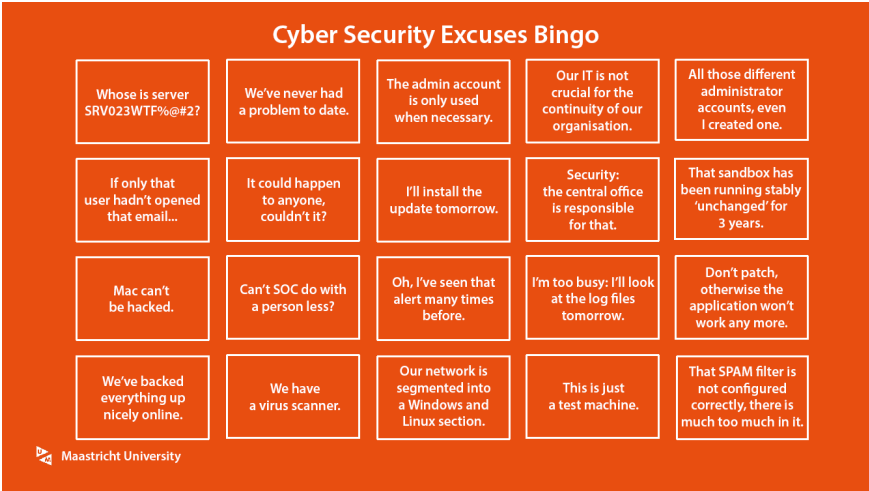 Cyber Security Excuses Bingo
Whose is server
SRV023WTF%@#2?
We've never had
a problem to date.
The admin account
is only used
when necessary.
Our IT is not
crucial for the
continuity of our
organisation.
All those different
administrator
accounts, even
I created one.
If only that
user hadn't opened
that email...
It could happen
to anyone,
couldn't it?
I'll install the
update tomorrow.
Security:
the central office
is responsible
for that.
That sandbox has
been running stably
'unchanged' for
3 years.
Mac can't
be hacked.
Can't SOC do with
a person less?
Oh, I've seen that
alert many times
before.
I'm too busy: I'll look
at the log files
tomorrow.
Don't patch,
otherwise the
application won't
work any more.
We've backed
everything up
nicely online.
We have
a virus scanner.
Our network is
segmented into
a Windows and
Linux section.
This is just
a test machine.
That SPAM filter is
not configured
correctly, there is
much too much in it.
Maastricht University